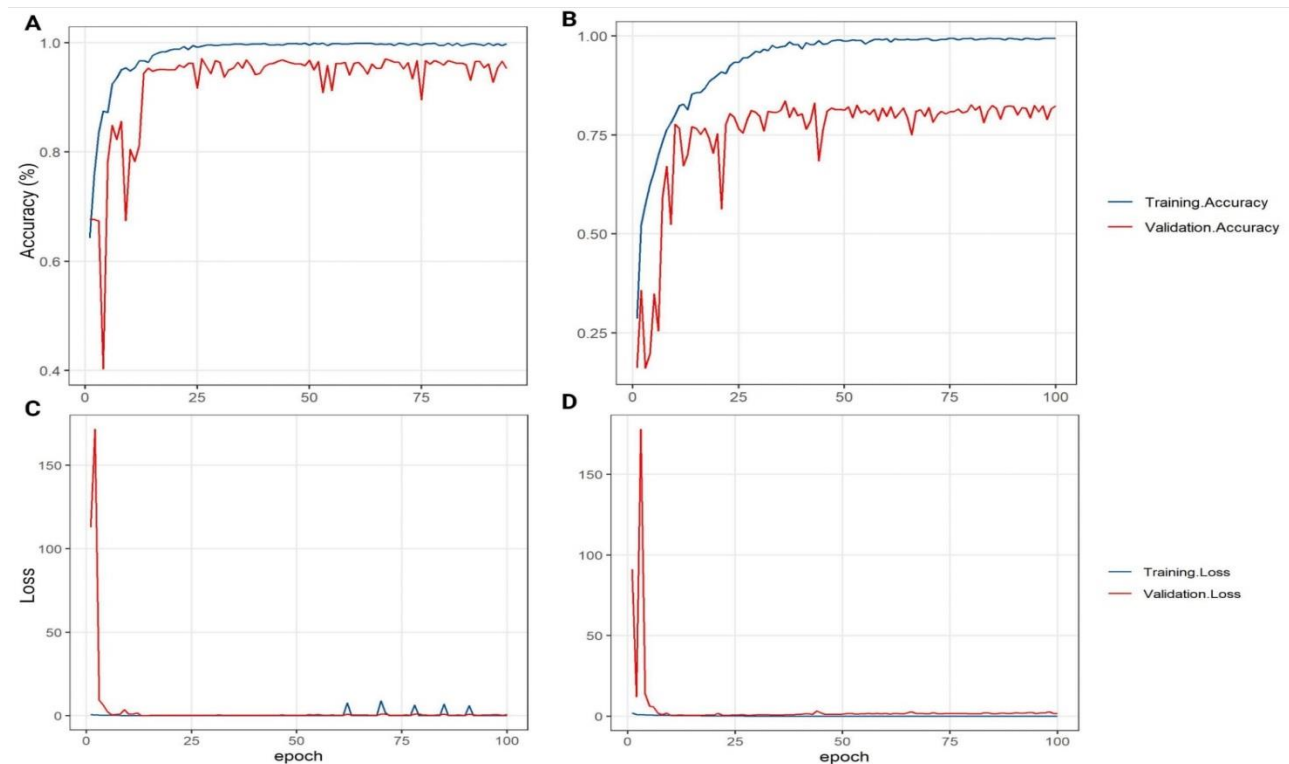 A
B
Accuracy (%)
1.0
0.8
0.6
0.4
0
25
50
75
1.00
0.75
0.50
0.25
0
25
50
75
100
Training.Accuracy
Validation.Accuracy
C
D
Loss
150
100
50
0
0
25
50
75
100
epoch
150
100
50
0
0
25
50
75
100
epoch
Training.Loss
Validation.Loss